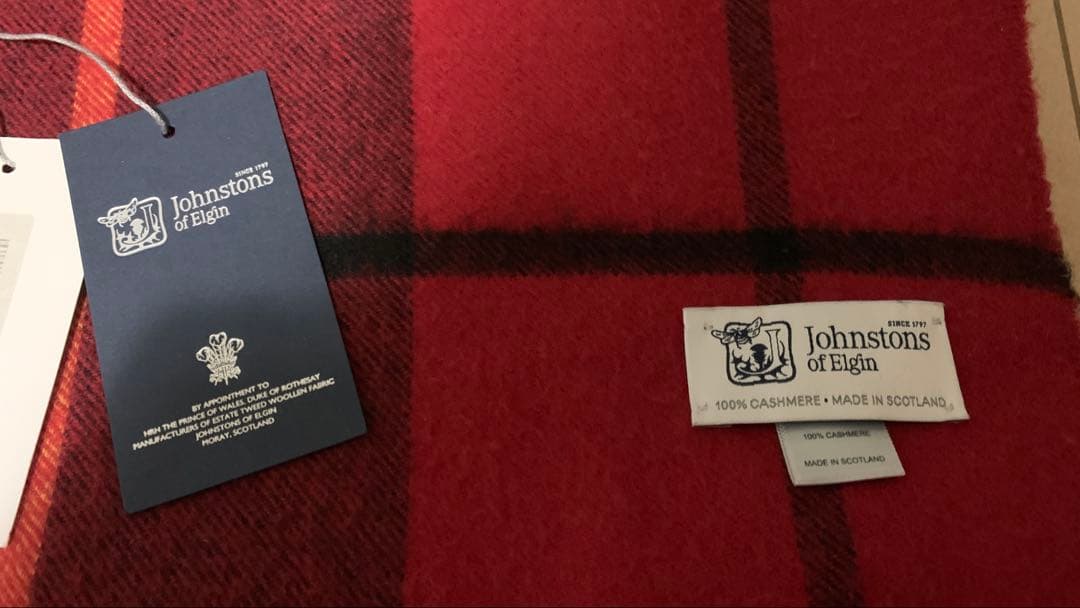 SINCE 1797
Johnstons
of Elgin
BY APPOINTMENT TO
HRH THE PRINCE OF WALES, DUKE OF ROTHESAY
MANUFACTURERS OF ESTATE TWEED WOOLLEN FABRIC
JOHNSTONS OF ELGIN
MORAY, SCOTLAND
SINCE 1797
Johnstons
of Elgin
100% CASHMERE • MADE IN SCOTLAND
100% CASHMERE
MADE IN SCOTLAND